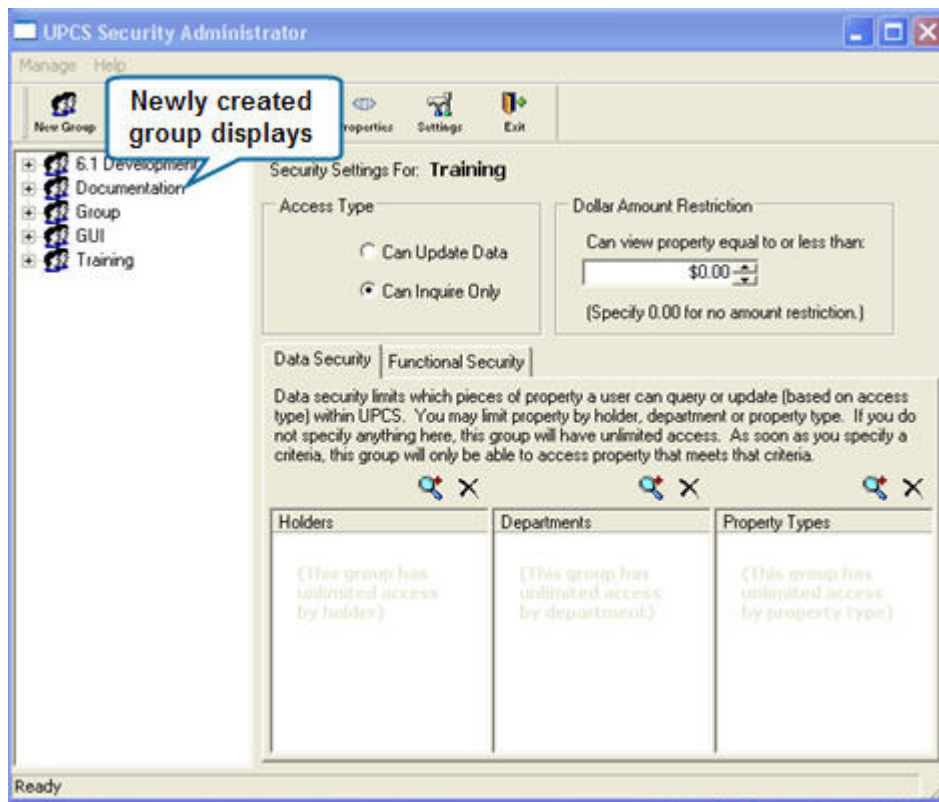 UPCS Security Administrator
Manage Help
New Group
Newly created
group displays
Settings
Exit
6.1 Development
Documentation
Group
GUI
Training
Security Settings For: Training
Access Type
Can Update Data
Can Inquire Only
Dollar Amount Restriction
Can view property equal to or less than:
$0.00
(Specify 0.00 for no amount restriction.)
Data Security
Functional Security
Data security limits which pieces of property a user can query or update (based on access
type) within UPCS. You may limit property by holder, department or property type. If you do
not specify anything here, this group will have unlimited access. As soon as you specify a
criteria, this group will only be able to access property that meets that criteria.
Holders
Departments
Property Types
(This group has
unlimited access
by holder)
(This group has
unlimited access
by department)
(This group has
unlimited access
by property type)
Ready